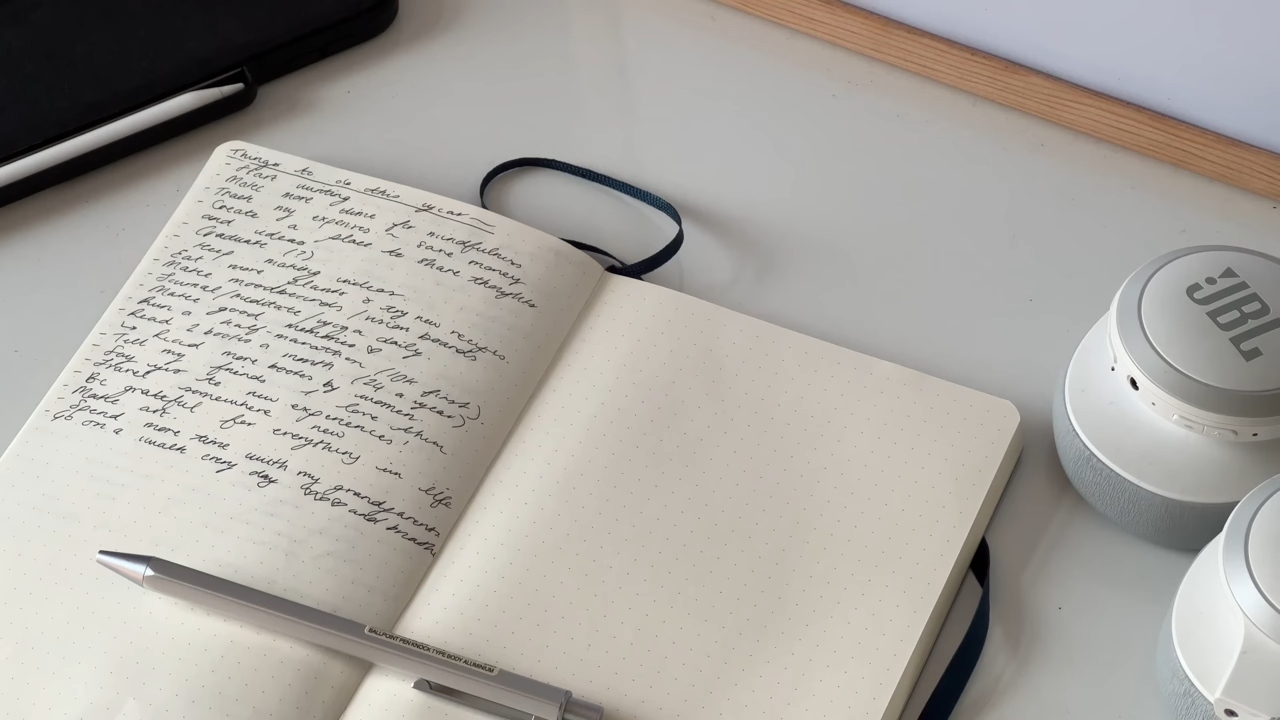 Things to do this year
- Start writing
- Make more time for mindfulness
- Track my expenses ~ save money
- Create a place to share thoughts
and ideas
- Graduate (?)
- Keep making videos
- Eat more plants & try new recipes
- Make moodboards / vision boards
- Journal/meditate/yoga daily
- Make good memories ♡
- Run a half-marathon (10k first)
- Read 2 books a month (24 a year).
↳ Read more books by women.
- Tell my friends I love them
- Say yes to new experiences!
- Travel somewhere new
- Be grateful for everything in life
- Make art.
- Spend more time with my grandparents
- Go on a walk every day and breathe
BALLPOINT PEN KNOCK TYPE BODY ALUMINIUM
JBL